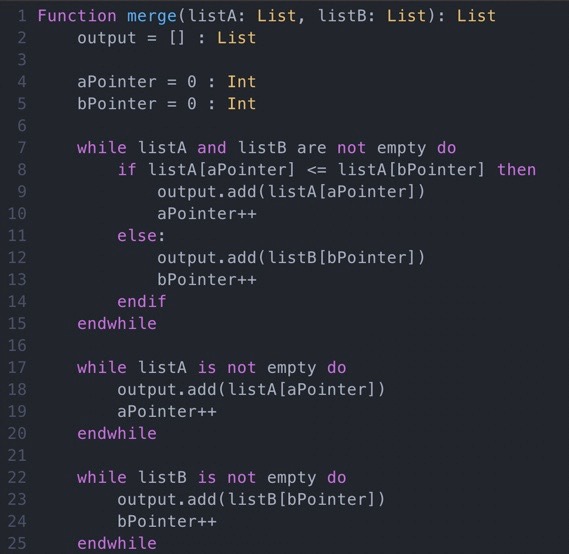 1 Function merge(listA: List, listB: List): List
2     output = [] : List
3
4     aPointer = 0 : Int
5     bPointer = 0 : Int
6
7     while listA and listB are not empty do
8         if listA[aPointer] <= listA[bPointer] then
9             output.add(listA[aPointer])
10             aPointer++
11         else:
12             output.add(listB[bPointer])
13             bPointer++
14         endif
15     endwhile
16
17     while listA is not empty do
18         output.add(listA[aPointer])
19         aPointer++
20     endwhile
21
22     while listB is not empty do
23         output.add(listB[bPointer])
24         bPointer++
25     endwhile